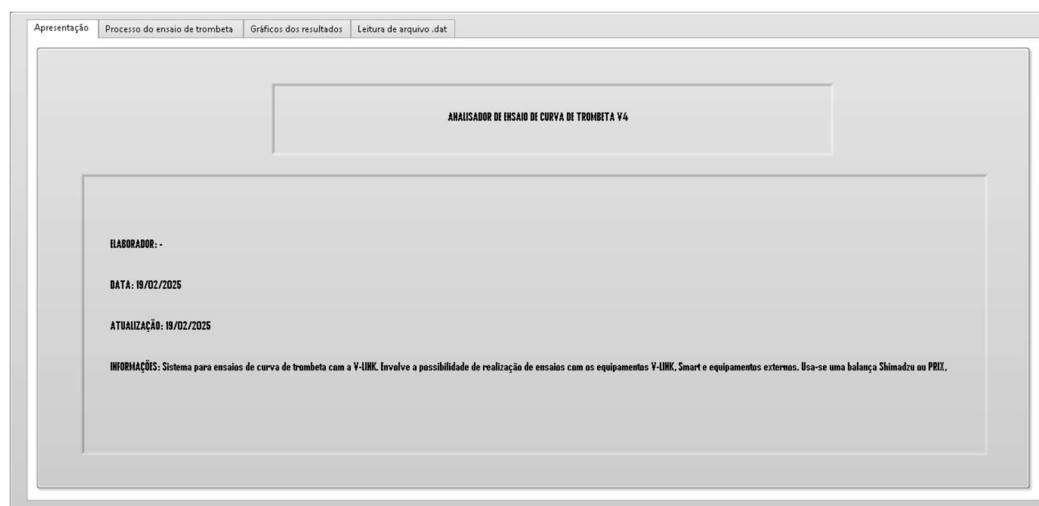 Apresentação Processo do ensaio de trombeta Gráficos dos resultados Leitura de arquivo .dat
ANALISADOR DE ENSAIO DE CURVA DE TROMBETA V4
ELABORADOR: -
DATA: 19/02/2025
ATUALIZAÇÃO: 19/02/2025
INFORMAÇÕES: Sistema para ensaios de curva de trombeta com a V-LINK. Envolve a possibilidade de realização de ensaios com os equipamentos V-LINK, Smart e equipamentos externos. Usa-se uma balança Shimadzu ou PRIX.